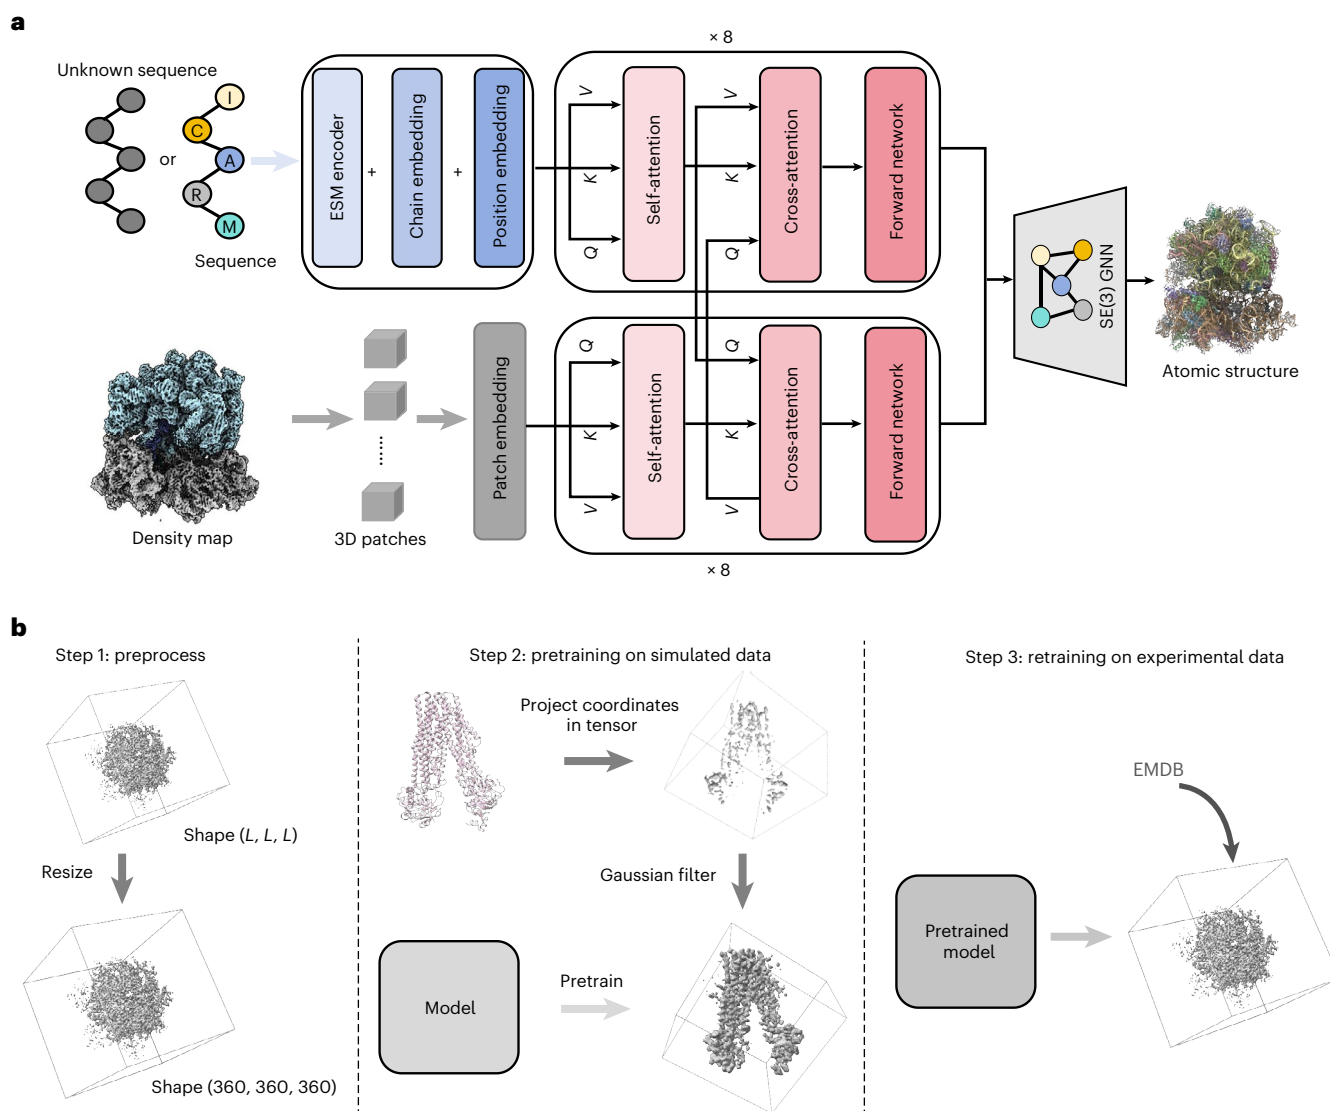 a
× 8
Unknown sequence
or
I
C
A
R
M
Sequence
ESM encoder
+
Chain embedding
+
Position embedding
V
K
Q
Self-attention
V
K
Q
Cross-attention
Forward network
SE(3) GNN
Atomic structure
Density map
3D patches
Patch embedding
Q
K
V
Self-attention
Q
K
V
Cross-attention
Forward network
× 8
b
Step 1: preprocess
Shape (L, L, L)
Resize
Shape (360, 360, 360)
Step 2: pretraining on simulated data
Project coordinates
in tensor
Gaussian filter
Model
Pretrain
Step 3: retraining on experimental data
EMDB
Pretrained
model